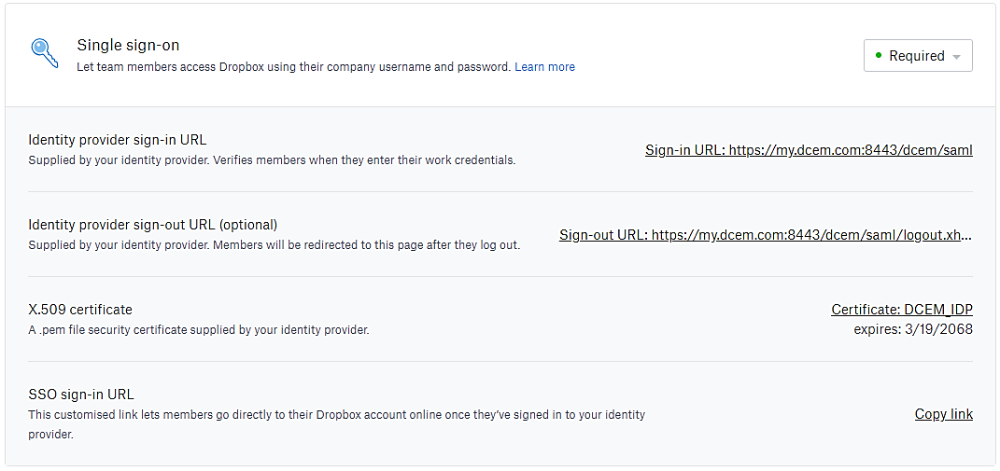 Single sign-on
Let team members access Dropbox using their company username and password. Learn more
Required
Identity provider sign-in URL
Supplied by your identity provider. Verifies members when they enter their work credentials.
Sign-in URL: https://my.dcem.com:8443/dcem/saml
Identity provider sign-out URL (optional)
Supplied by your identity provider. Members will be redirected to this page after they log out.
Sign-out URL: https://my.dcem.com:8443/dcem/saml/logout.xh...
X.509 certificate
A .pem file security certificate supplied by your identity provider.
Certificate: DCEM_IDP
expires: 3/19/2068
SSO sign-in URL
This customised link lets members go directly to their Dropbox account online once they’ve signed in to your identity
provider.
Copy link